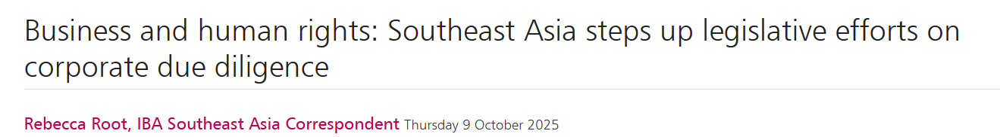 Business and human rights: Southeast Asia steps up legislative efforts on
corporate due diligence
Rebecca Root, IBA Southeast Asia Correspondent Thursday 9 October 2025